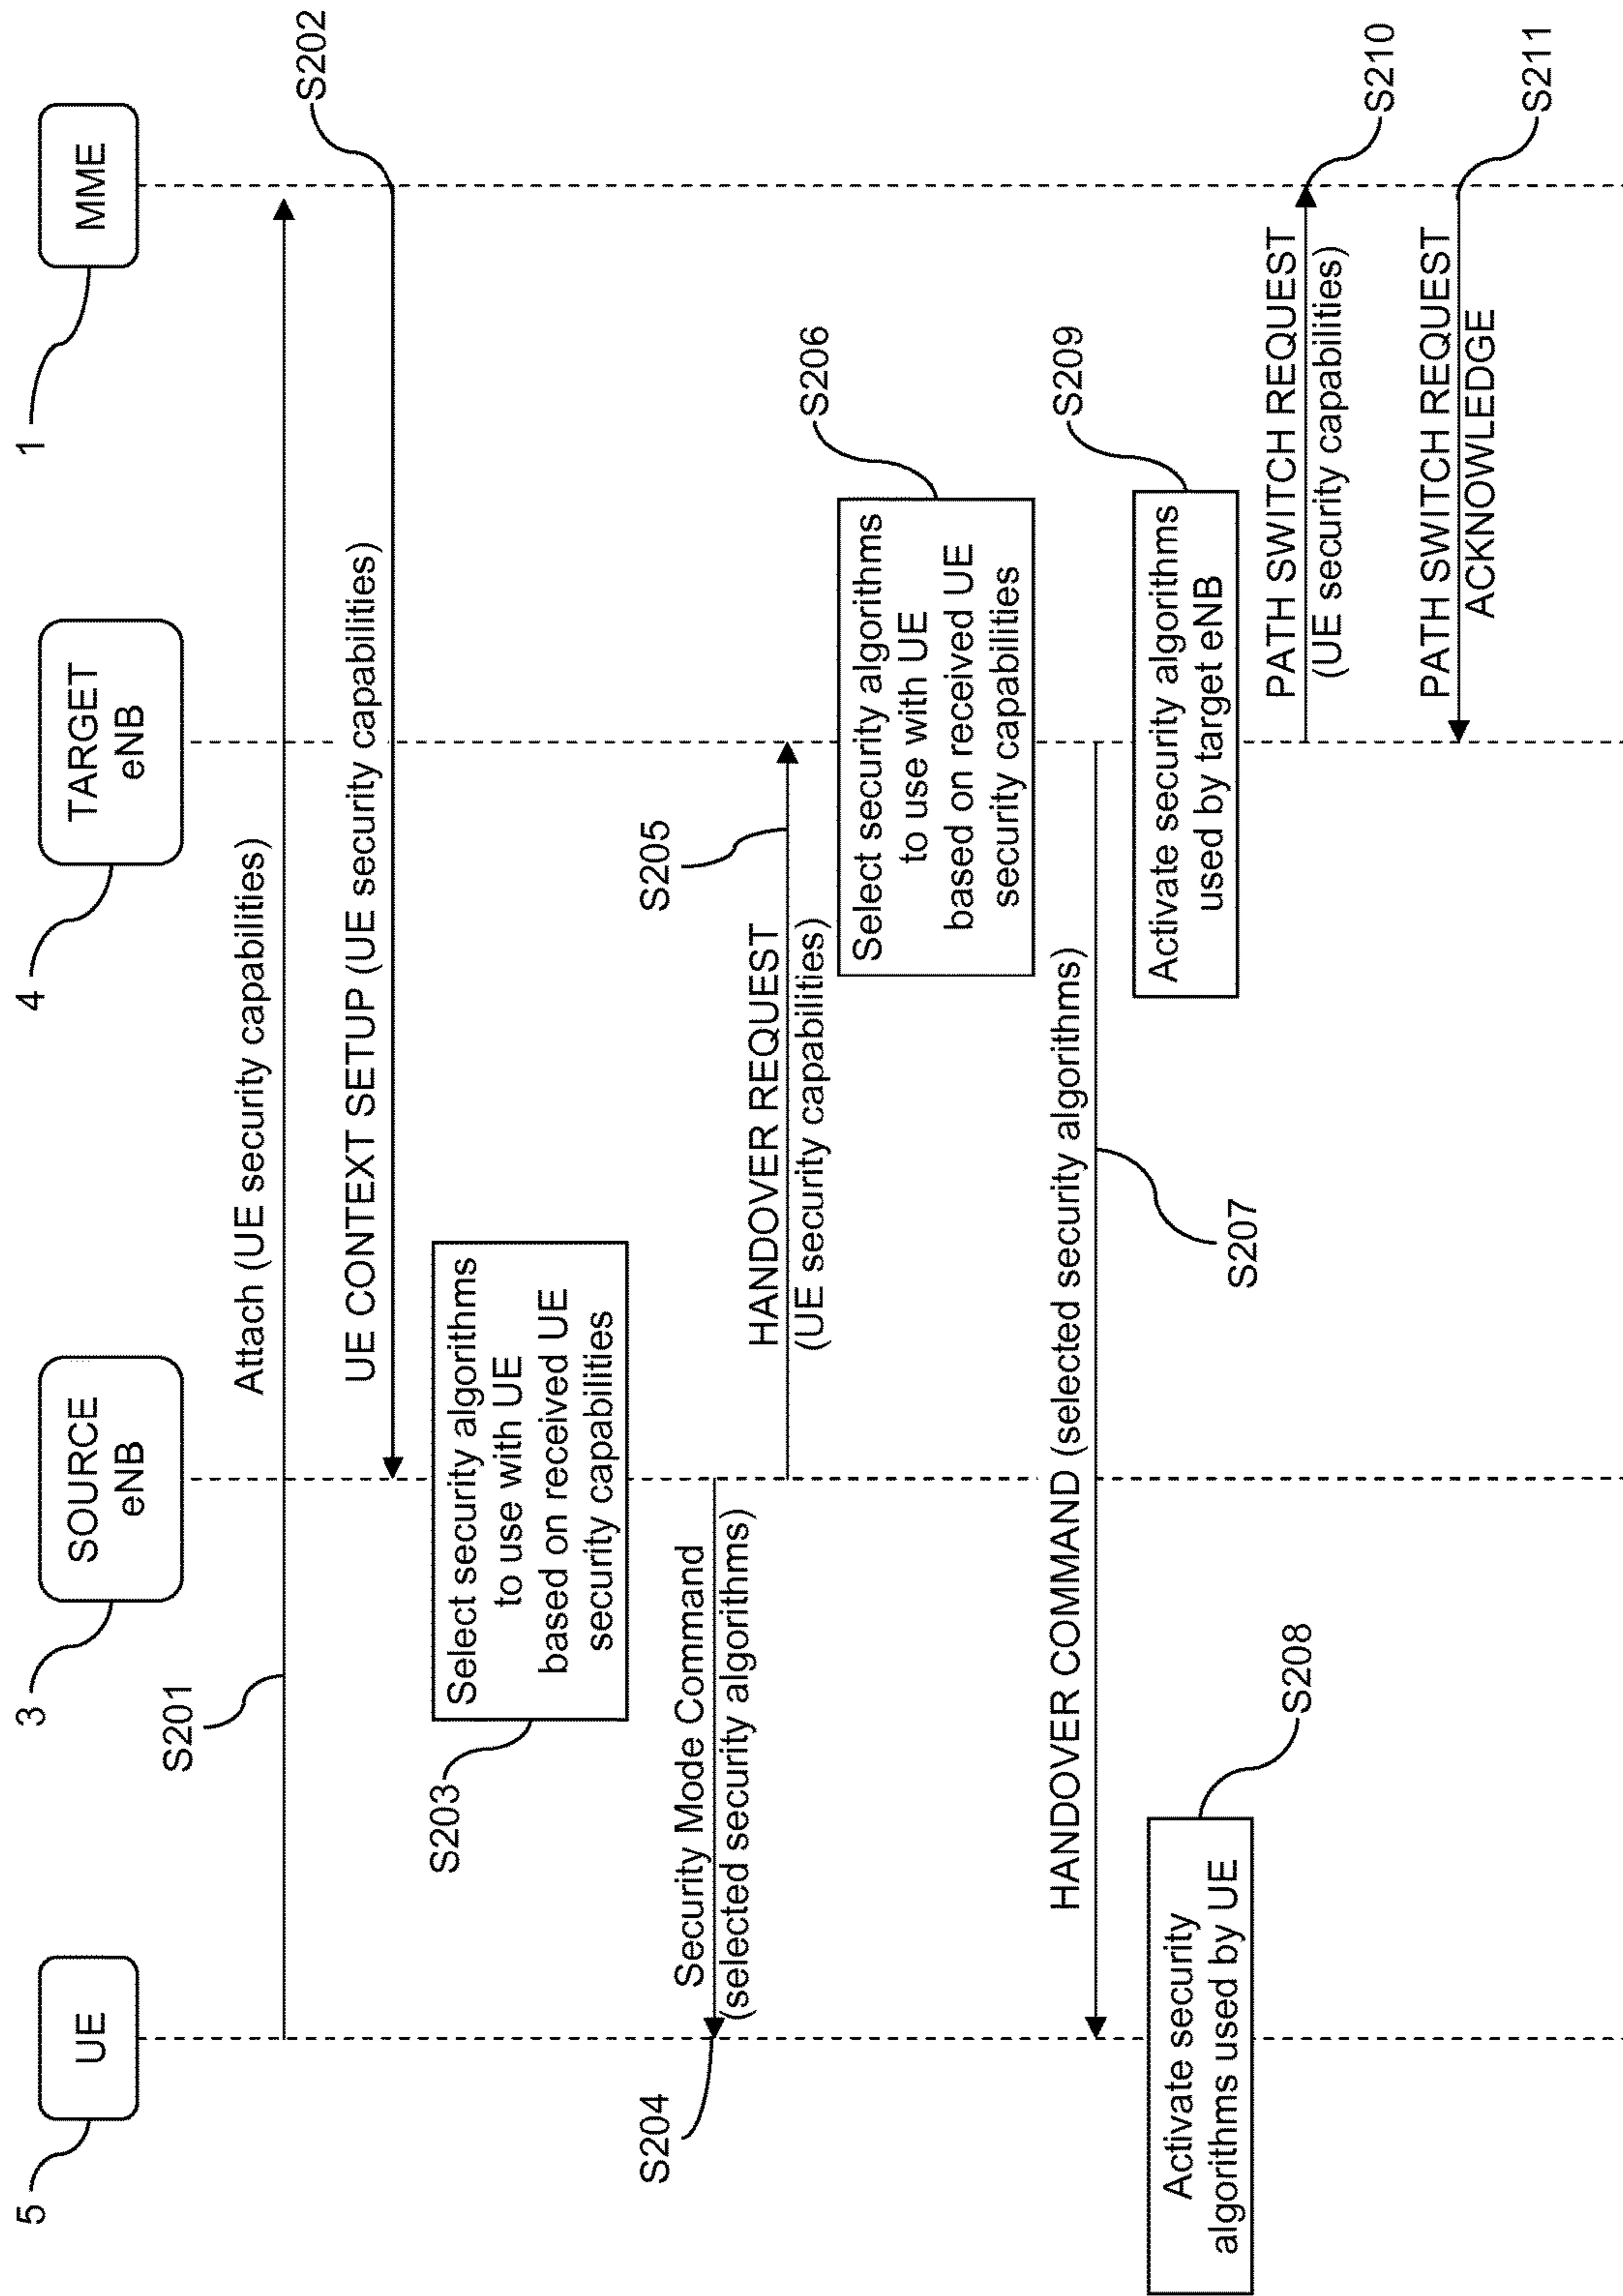 5
UE
3
SOURCE
eNB
4
TARGET
eNB
1
MME
S201
Attach (UE security capabilities)
UE CONTEXT SETUP (UE security capabilities)
S202
S203
Select security algorithms
to use with UE
based on received UE
security capabilities
S204
Security Mode Command
(selected security algorithms)
S205
HANDOVER REQUEST
(UE security capabilities)
S206
Select security algorithms
to use with UE
based on received UE
security capabilities
HANDOVER COMMAND (selected security algorithms)
S207
S208
Activate security
algorithms used by UE
S209
Activate security algorithms
used by target eNB
PATH SWITCH REQUEST
(UE security capabilities)
S210
PATH SWITCH REQUEST
ACKNOWLEDGE
S211